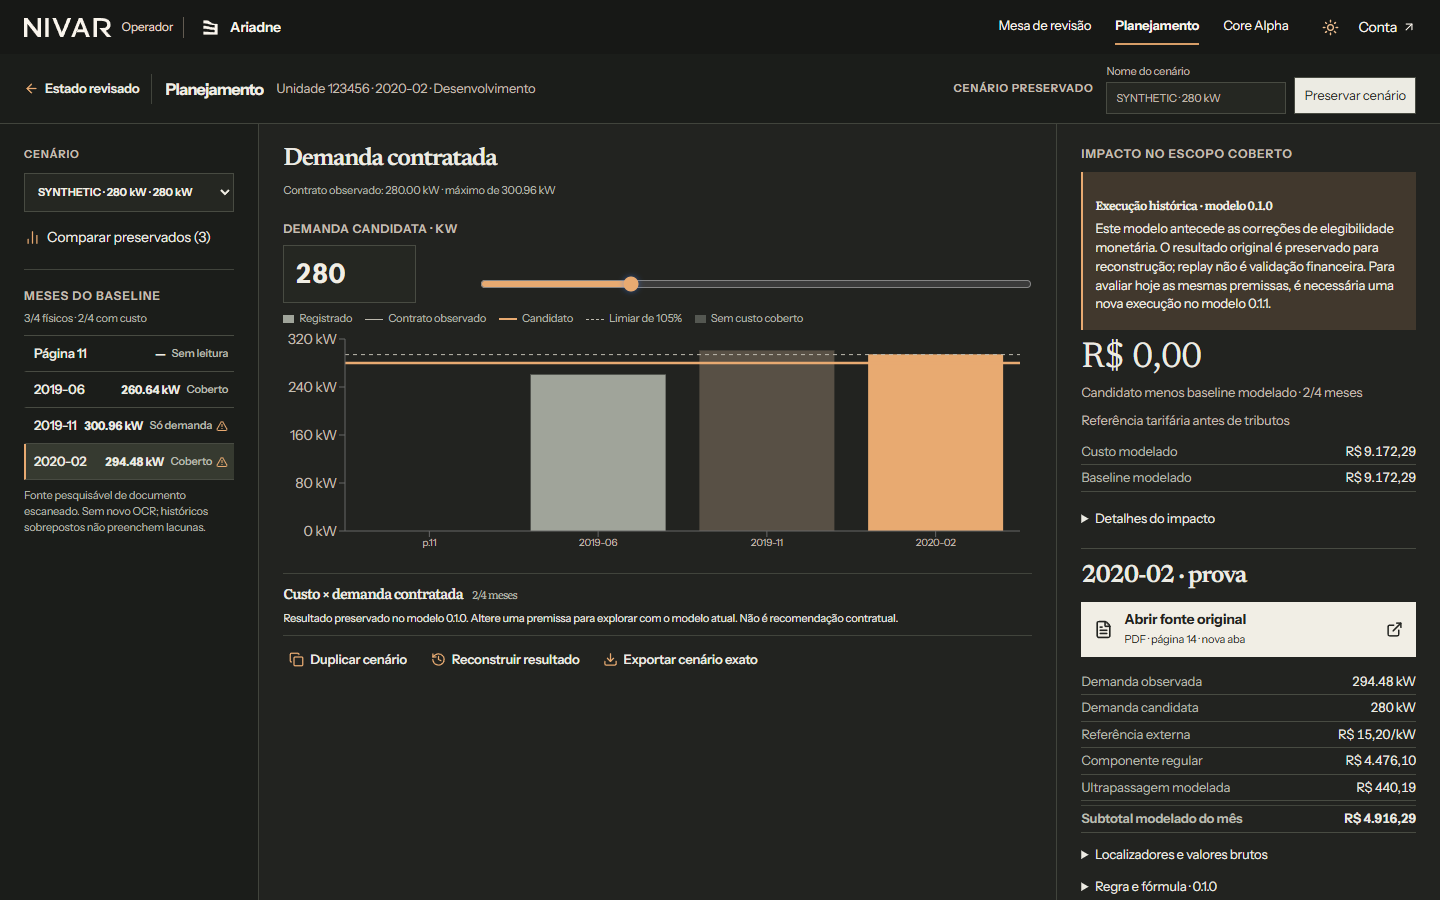 NIVAR Operador Ariadne Mesa de revisão Planejamento Core Alpha Conta
Estado revisado Planejamento Unidade 123456 · 2020-02 · Desenvolvimento CENÁRIO PRESERVADO
Nome do cenário
SYNTHETIC · 280 kW
Preservar cenário
CENÁRIO
SYNTHETIC · 280 kW · 280 kW
Comparar preservados (3)
MESES DO BASELINE
3/4 físicos · 2/4 com custo
Página 11 — Sem leitura
2019-06 260.64 kW Coberto
2019-11 300.96 kW Só demanda
2020-02 294.48 kW Coberto
Fonte pesquisável de documento
escaneado. Sem novo OCR; históricos
sobrepostos não preenchem lacunas.
Demanda contratada
Contrato observado: 280.00 kW · máximo de 300.96 kW
DEMANDA CANDIDATA · KW
280
Registrado Contrato observado Candidato Limiar de 105% Sem custo coberto
320 kW
240 kW
160 kW
80 kW
0 kW
p.11 2019-06 2019-11 2020-02
Custo × demanda contratada 2/4 meses
Resultado preservado no modelo 0.1.0. Altere uma premissa para explorar com o modelo atual. Não é recomendação contratual.
Duplicar cenário Reconstruir resultado Exportar cenário exato
IMPACTO NO ESCOPO COBERTO
Execução histórica · modelo 0.1.0
Este modelo antecede as correções de elegibilidade
monetária. O resultado original é preservado para
reconstrução; replay não é validação financeira. Para
avaliar hoje as mesmas premissas, é necessária uma
nova execução no modelo 0.1.1.
R$ 0,00
Candidato menos baseline modelado · 2/4 meses
Referência tarifária antes de tributos
Custo modelado R$ 9.172,29
Baseline modelado R$ 9.172,29
Detalhes do impacto
2020-02 · prova
Abrir fonte original
PDF · página 14 · nova aba
Demanda observada 294.48 kW
Demanda candidata 280 kW
Referência externa R$ 15,20/kW
Componente regular R$ 4.476,10
Ultrapassagem modelada R$ 440,19
Subtotal modelado do mês R$ 4.916,29
Localizadores e valores brutos
Regra e fórmula · 0.1.0